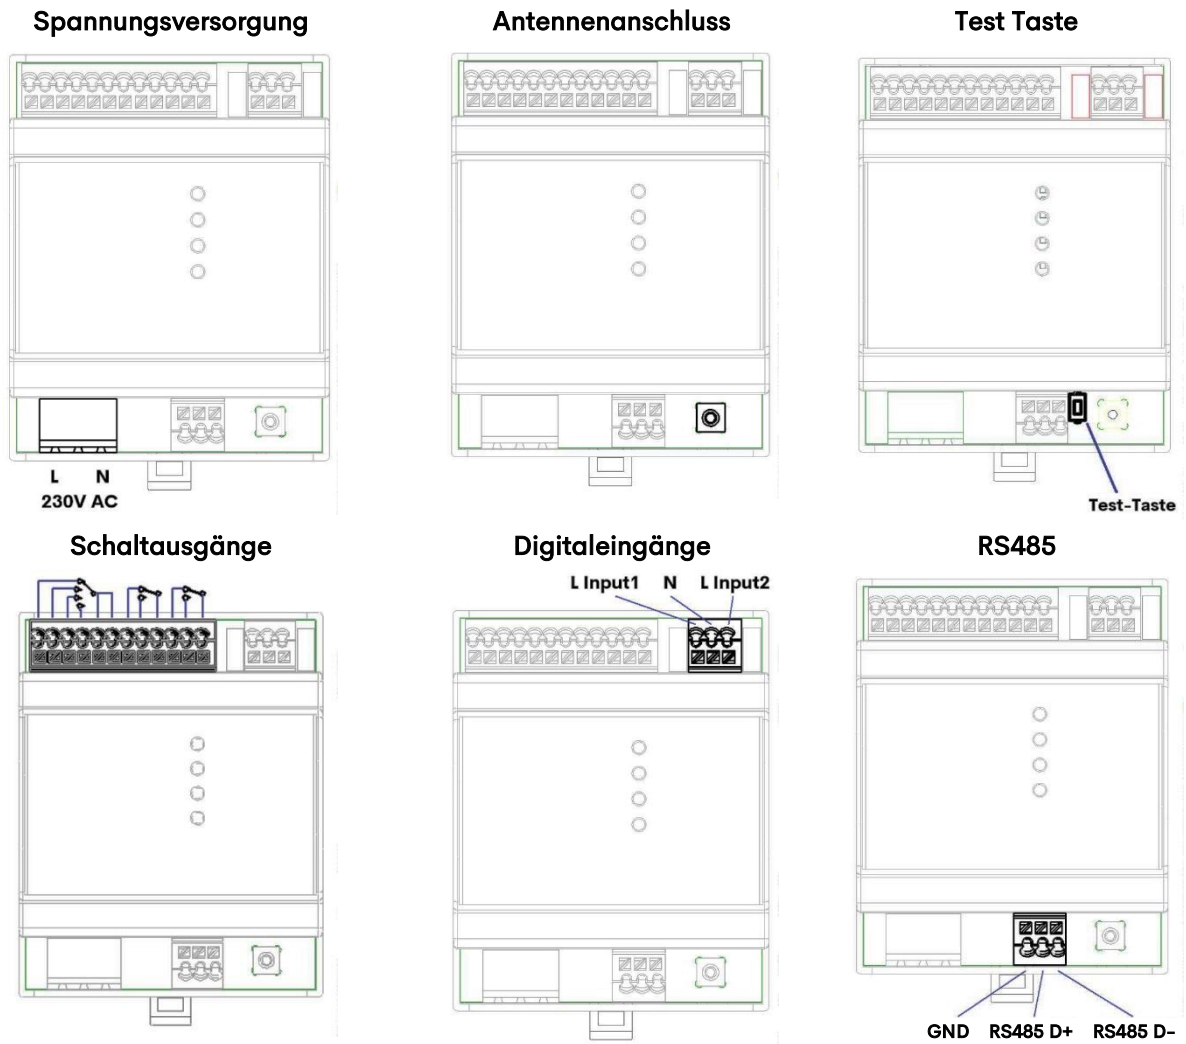 Spannungsversorgung
Antennenanschluss
Test Taste
L N
230V AC
Test-Taste
Schaltausgänge
Digitaleingänge
RS485
L Input1 N L Input2
GND RS485 D+ RS485 D-